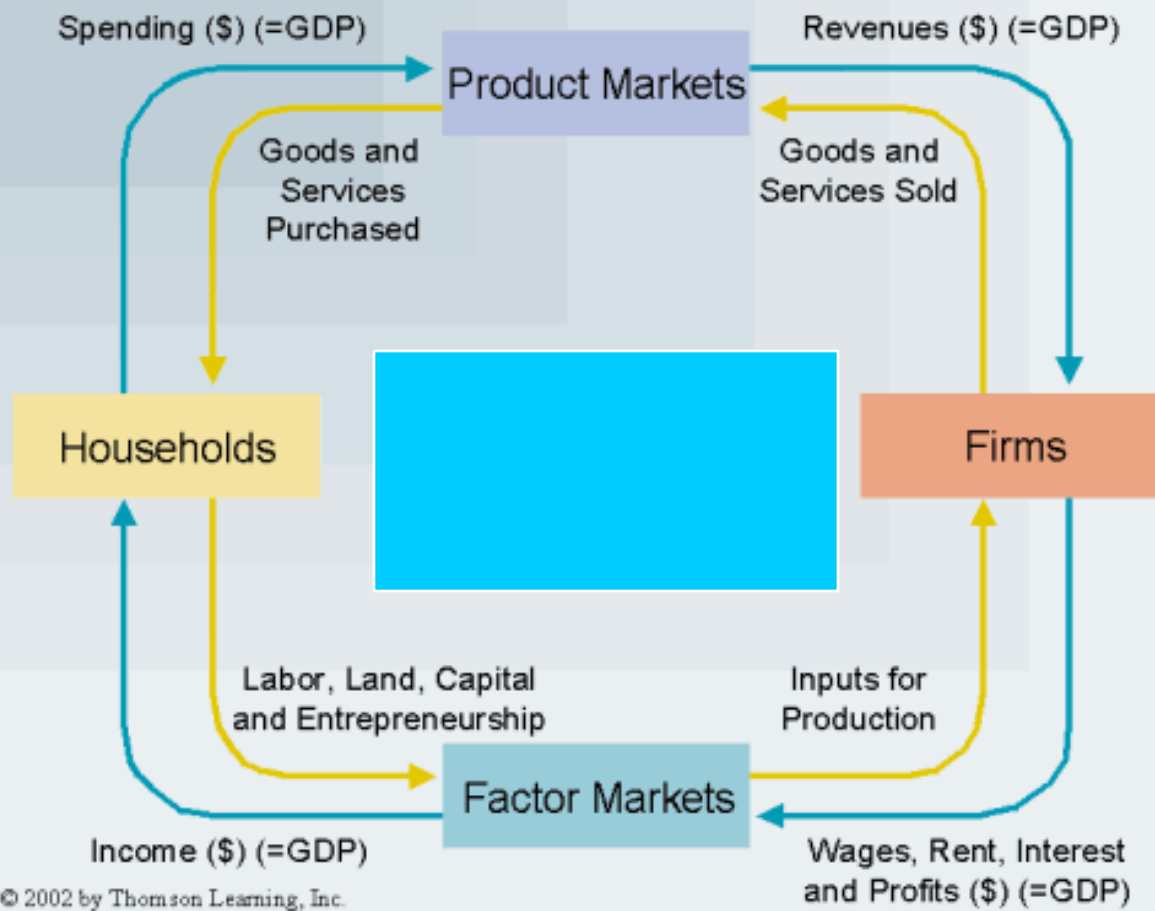 Spending ($) (=GDP)
Revenues ($) (=GDP)
Product Markets
Goods and
Services
Purchased
Goods and
Services Sold
Households
Firms
Labor, Land, Capital
and Entrepreneurship
Inputs for
Production
Factor Markets
Income ($) (=GDP)
Wages, Rent, Interest
and Profits ($) (=GDP)
© 2002 by Thomson Learning, Inc.